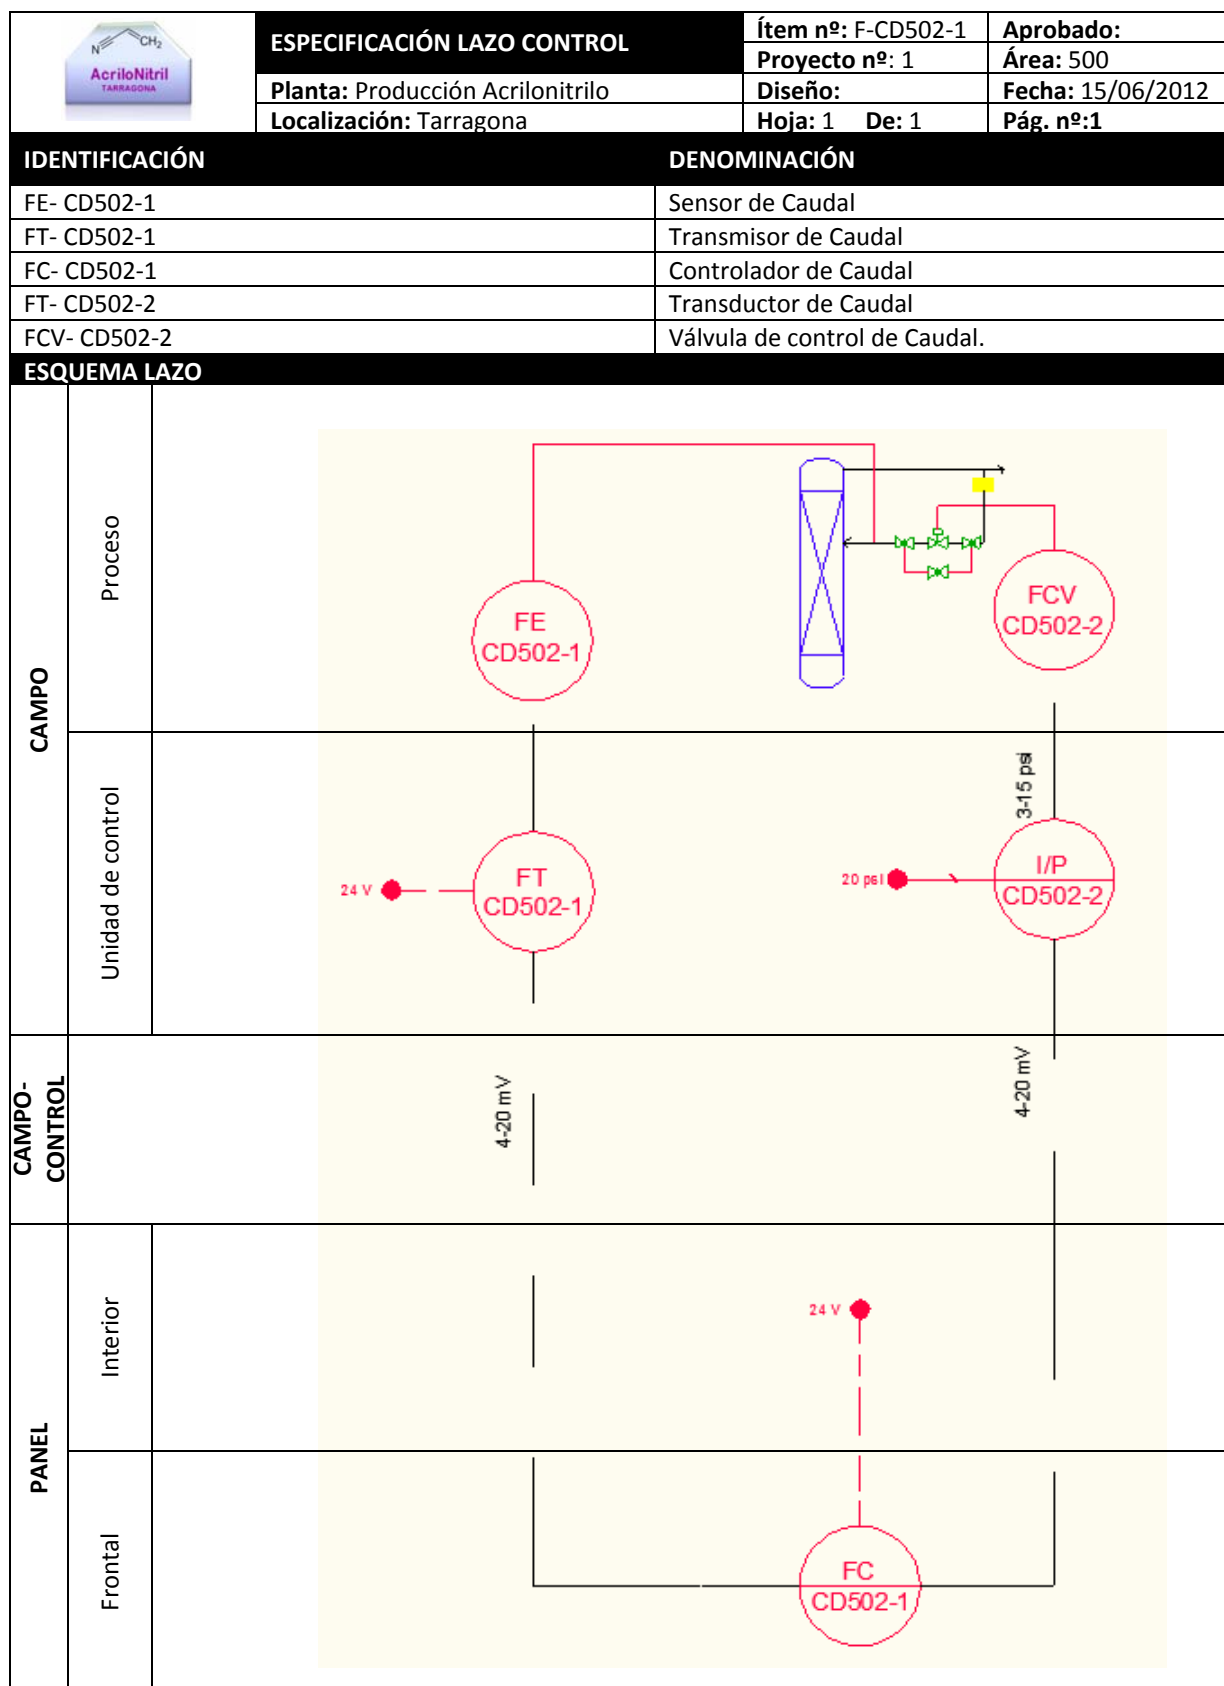 N CH₂
AcriloNitril
TARRAGONA
ESPECIFICACIÓN LAZO CONTROL
Ítem nº: F-CD502-1
Aprobado:
Proyecto nº: 1
Área: 500
Planta: Producción Acrilonitrilo
Diseño:
Fecha: 15/06/2012
Localización: Tarragona
Hoja: 1 De: 1
Pág. nº:1
IDENTIFICACIÓN
DENOMINACIÓN
FE- CD502-1
Sensor de Caudal
FT- CD502-1
Transmisor de Caudal
FC- CD502-1
Controlador de Caudal
FT- CD502-2
Transductor de Caudal
FCV- CD502-2
Válvula de control de Caudal.
ESQUEMA LAZO
CAMPO
Proceso
FE
CD502-1
FCV
CD502-2
Unidad de control
3-15 psi
24 V
FT
CD502-1
20 psi
I/P
CD502-2
CAMPO-
CONTROL
4-20 mV
4-20 mV
PANEL
Interior
24 V
Frontal
FC
CD502-1